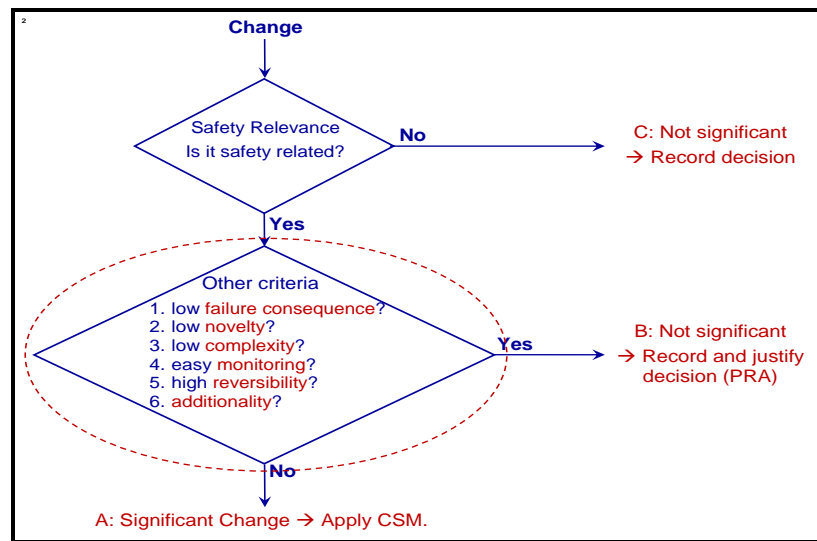 2
Change
Safety Relevance
Is it safety related?
No
C: Not significant
→ Record decision
Yes
Other criteria
1. low failure consequence?
2. low novelty?
3. low complexity?
4. easy monitoring?
5. high reversibility?
6. additionality?
Yes
B: Not significant
→ Record and justify
decision (PRA)
No
A: Significant Change → Apply CSM.